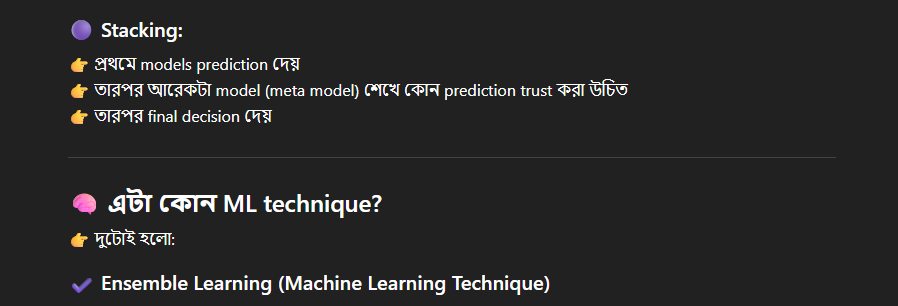 🟣 Stacking:
👉 প্রথমে models prediction দেয়
👉 তারপর আরেকটা model (meta model) শেখে কোন prediction trust করা উচিত
👉 তারপর final decision দেয়
🧠 এটা কোন ML technique?
👉 দুটোই হলো:
✔ Ensemble Learning (Machine Learning Technique)